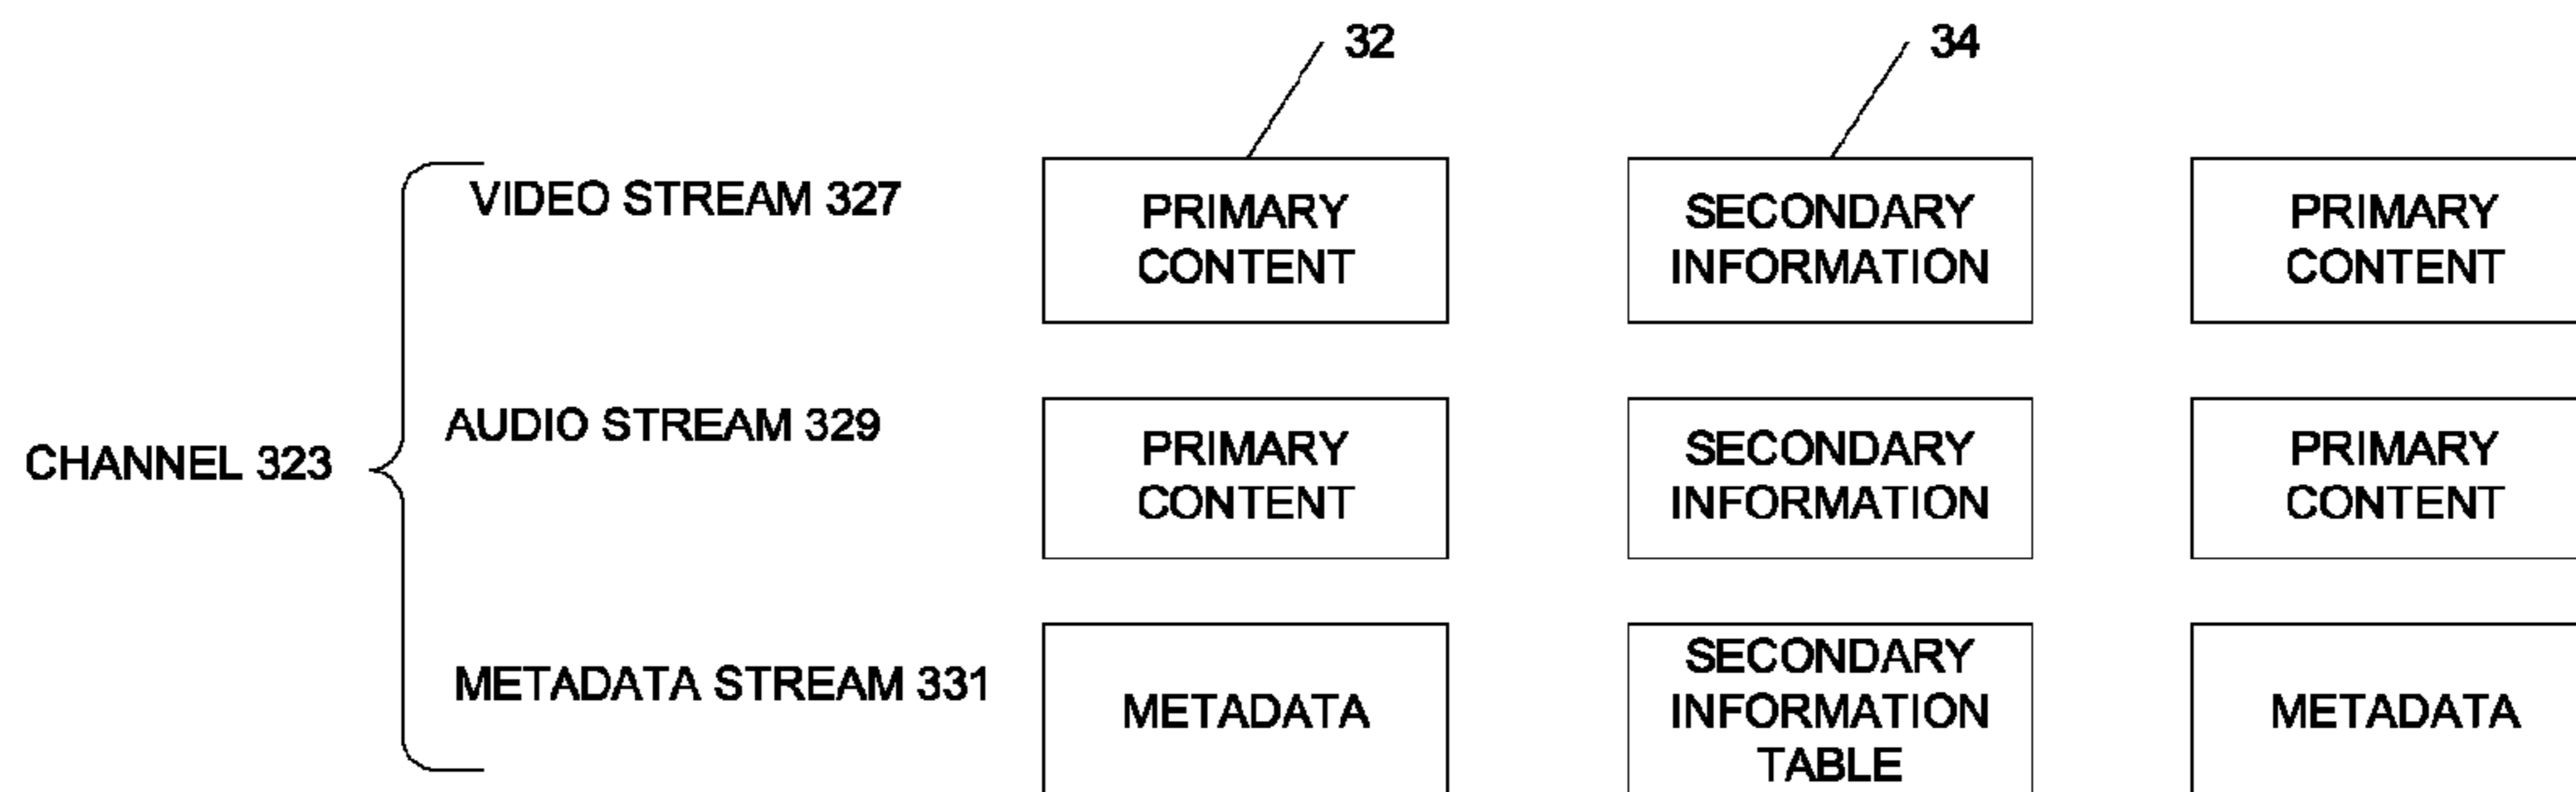 32
34
VIDEO STREAM 327
PRIMARY
CONTENT
SECONDARY
INFORMATION
PRIMARY
CONTENT
CHANNEL 323
AUDIO STREAM 329
PRIMARY
CONTENT
SECONDARY
INFORMATION
PRIMARY
CONTENT
METADATA STREAM 331
METADATA
SECONDARY
INFORMATION
TABLE
METADATA